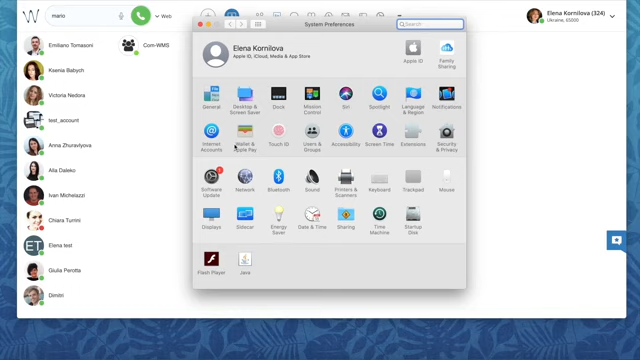 mario
Web
Elena Kornilova (324)
Ukraine, 65000
Emiliano Tomasoni
Com-WMS
Ksenia Babych
Victoria Nedora
test_account
Anna Zhuravlyova
Alla Daleko
Ivan Michelazzi
Chiara Turrini
ET
Elena test
Giulia Perotta
Dimitri
System Preferences
Search
Elena Kornilova
Apple ID, iCloud, Media & App Store
Apple ID
Family
Sharing
General
Desktop &
Screen Saver
Dock
Mission
Control
Siri
Spotlight
Language
& Region
Notifications
Internet
Accounts
Wallet &
Apple Pay
Touch ID
Users &
Groups
Accessibility
Screen Time
Extensions
Security
& Privacy
Software
Update
Network
Bluetooth
Sound
Printers &
Scanners
Keyboard
Trackpad
Mouse
Displays
Sidecar
Energy
Saver
Date & Time
Sharing
Time
Machine
Startup
Disk
Flash Player
Java